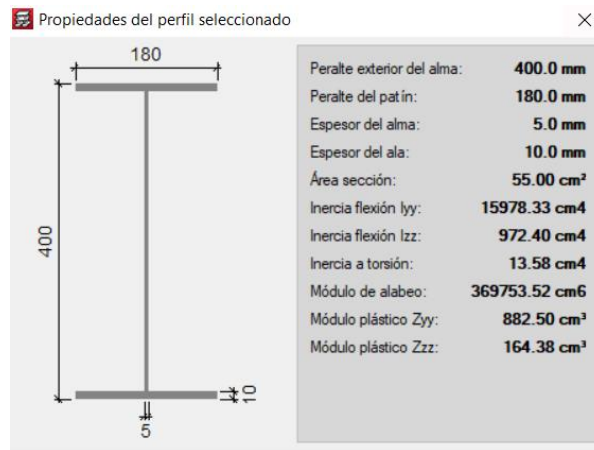 Propiedades del perfil seleccionado
180
400
10
5
Peralte exterior del alma: 400.0 mm
Peralte del patín: 180.0 mm
Espesor del alma: 5.0 mm
Espesor del ala: 10.0 mm
Área sección: 55.00 cm²
Inercia flexión Iyy: 15978.33 cm4
Inercia flexión Izz: 972.40 cm4
Inercia a torsión: 13.58 cm4
Módulo de alabeo: 369753.52 cm6
Módulo plástico Zyy: 882.50 cm³
Módulo plástico Zzz: 164.38 cm³